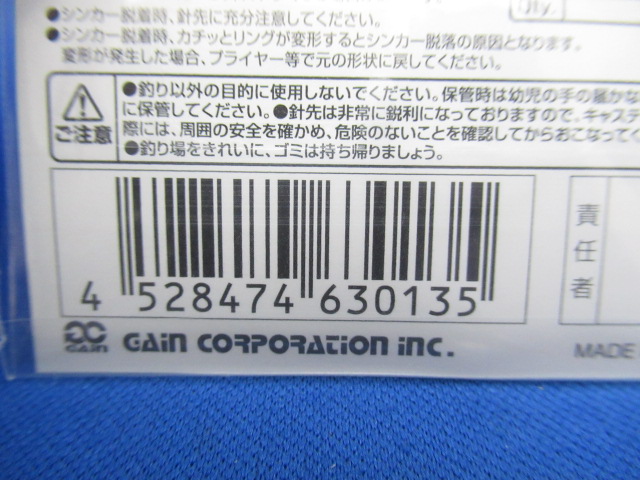 ●シンカー脱着時、針先に充分注意してください。
●シンカー脱着時、カチッとリングが変形するとシンカー脱落の原因となります。
変形が発生した場合、プライヤー等で元の形状に戻してください。
Qty.
ご注意
●釣り以外の目的に使用しないでください。保管時は幼児の手の届かな
に保管してください。●針先は非常に鋭利になっておりますので、キャステ
際には、周囲の安全を確かめ、危険のないことを確認してからおこなってく
●釣り場をきれいに、ゴミは持ち帰りましょう。
4 528474 630135
責任者
GAIN GAIN CORPORATION INC.
MADE